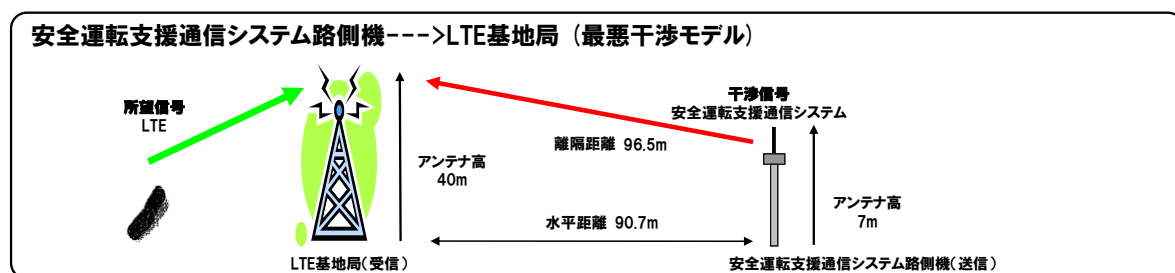 安全運転支援通信システム路側機--->LTE基地局 (最悪干渉モデル)
所望信号
LTE
干渉信号
安全運転支援通信システム
離隔距離 96.5m
アンテナ高
40m
アンテナ高
7m
水平距離 90.7m
LTE基地局(受信)
安全運転支援通信システム路側機(送信)